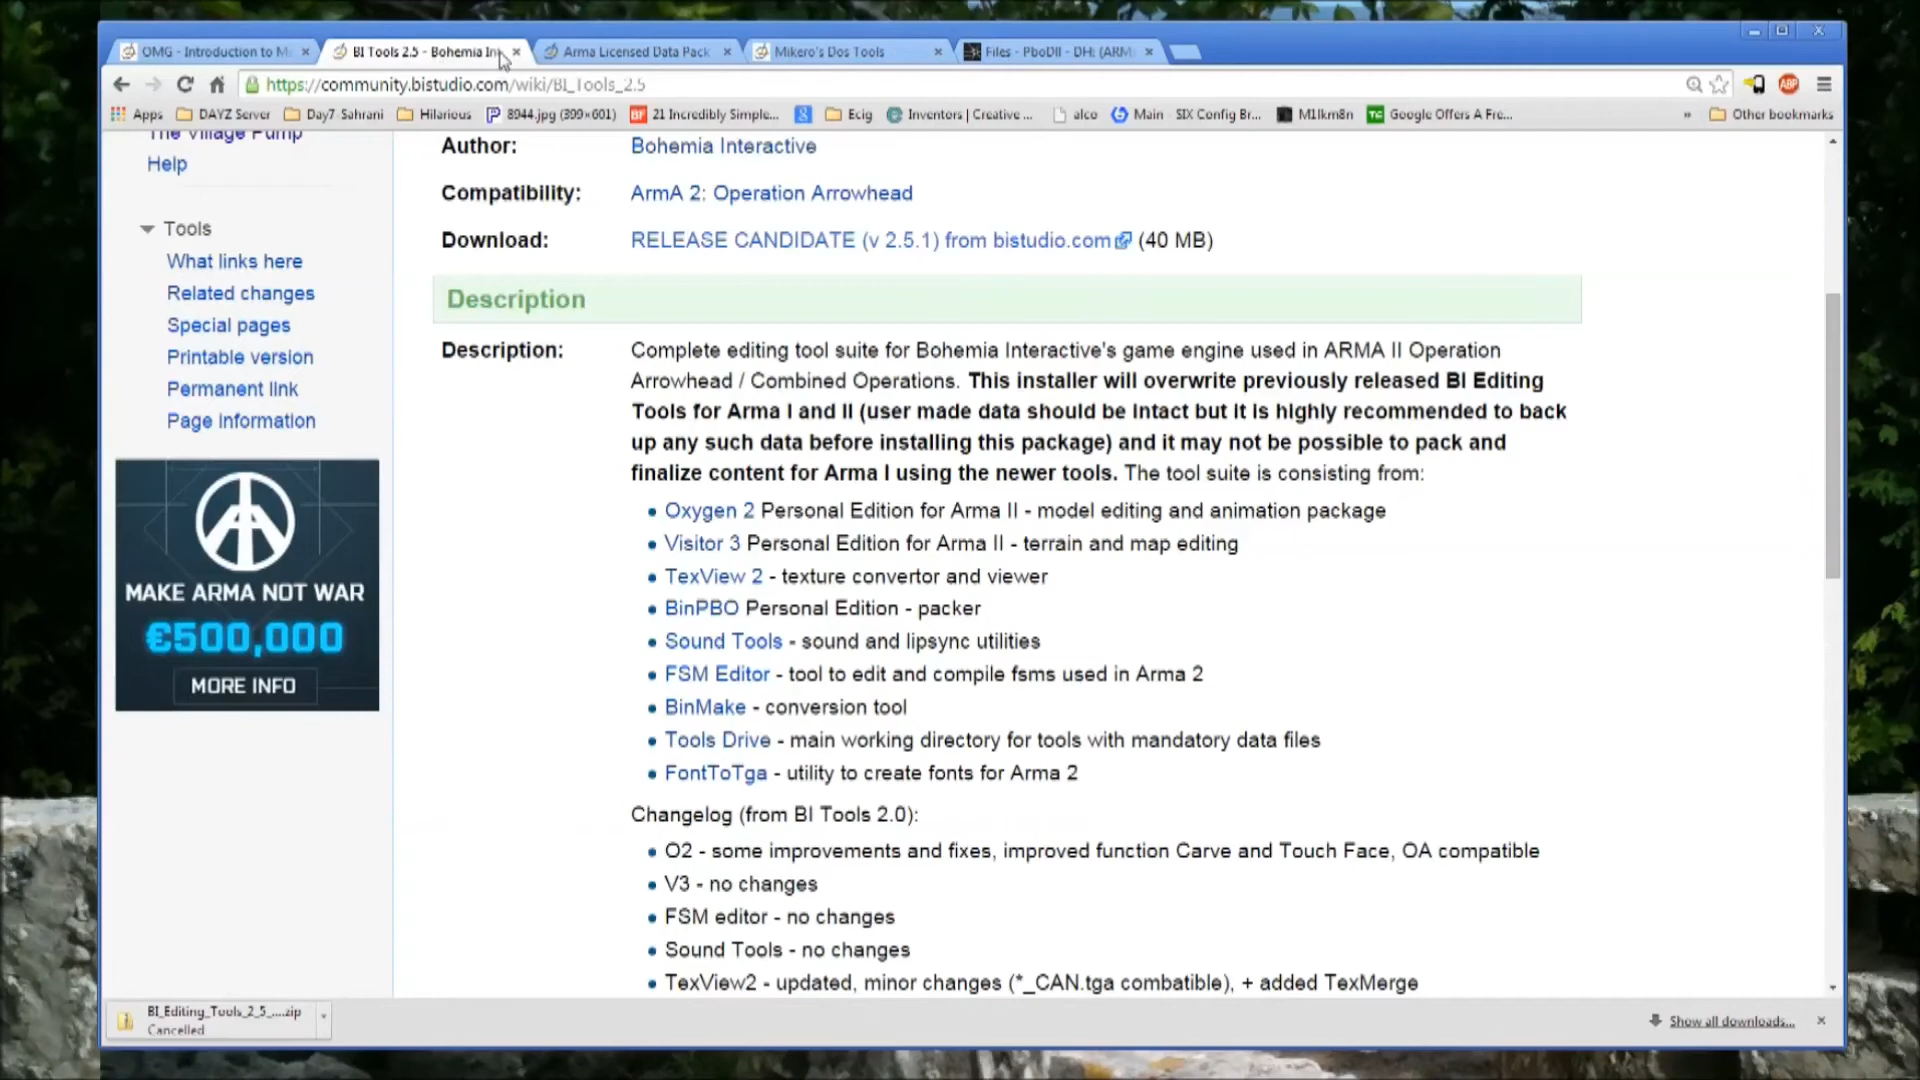 OMG - Introduction to M
BI Tools 2.5 - Bohemia In
Arma Licensed Data Pack
Mikero's Dos Tools
Files - PboDll - DH: (ARM
https://community.bistudio.com/wiki/BI_Tools_2.5
ABP
Apps
DAYZ Server
Day7 Sahrani
Hilarious
8944.jpg (399×601)
21 Incredibly Simple...
Ecig
Inventors | Creative ...
alco
Main
SIX Config Br...
M1lkm8n
Google Offers A Fre...
»
Other bookmarks
The Village Pump
Help
Tools
What links here
Related changes
Special pages
Printable version
Permanent link
Page information
MAKE ARMA NOT WAR
€500,000
MORE INFO
Author: Bohemia Interactive
Compatibility: ArmA 2: Operation Arrowhead
Download: RELEASE CANDIDATE (v 2.5.1) from bistudio.com (40 MB)
Description
Description: Complete editing tool suite for Bohemia Interactive's game engine used in ARMA II Operation
Arrowhead / Combined Operations. This installer will overwrite previously released BI Editing
Tools for Arma I and II (user made data should be intact but it is highly recommended to back
up any such data before installing this package) and it may not be possible to pack and
finalize content for Arma I using the newer tools. The tool suite is consisting from:
• Oxygen 2 Personal Edition for Arma II - model editing and animation package
• Visitor 3 Personal Edition for Arma II - terrain and map editing
• TexView 2 - texture convertor and viewer
• BinPBO Personal Edition - packer
• Sound Tools - sound and lipsync utilities
• FSM Editor - tool to edit and compile fsms used in Arma 2
• BinMake - conversion tool
• Tools Drive - main working directory for tools with mandatory data files
• FontToTga - utility to create fonts for Arma 2
Changelog (from BI Tools 2.0):
• O2 - some improvements and fixes, improved function Carve and Touch Face, OA compatible
• V3 - no changes
• FSM editor - no changes
• Sound Tools - no changes
• TexView2 - updated, minor changes (*_CAN.tga combatible), + added TexMerge
BI_Editing_Tools_2_5_....zip
Cancelled
Show all downloads...